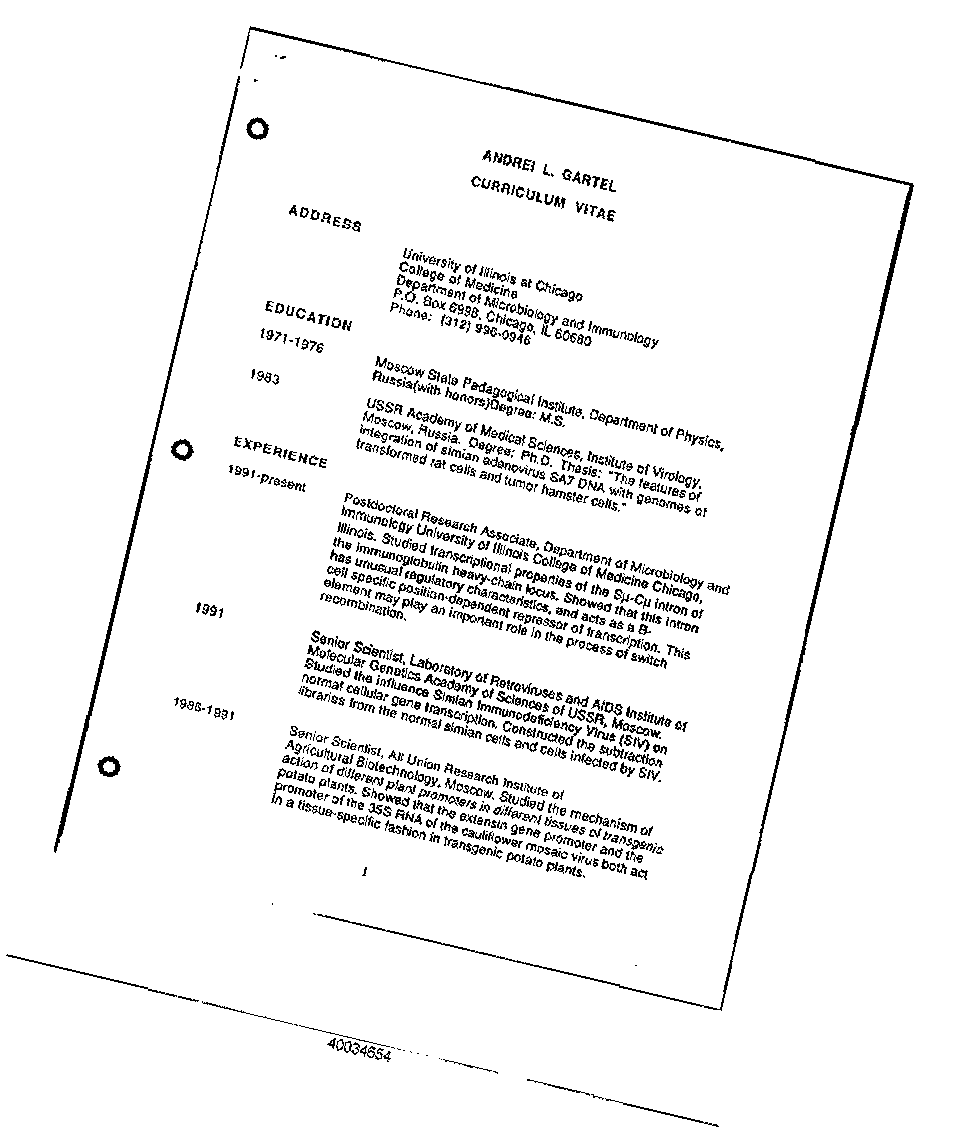 ANDREI L. GARTEL
CURRICULUM VITAE
ADDRESS
University of Illinois at Chicago
College of Medicine
Department of Microbiology and Immunology
P.O. Box 6998, Chicago, IL 60680
Phone: (312) 996-0946
EDUCATION
1971-1976
Moscow State Pedagogical Institute, Department of Physics,
Russia(with honors)Degree: M.S.
1983
USSR Academy of Medical Sciences, Institute of Virology,
Moscow, Russia. Degree: Ph.D. Thesis: "The features of
integration of simian adenovirus SA7 DNA with genomes of
transformed rat cells and tumor hamster cells."
EXPERIENCE
1991-present
Postdoctoral Research Associate, Department of Microbiology and
Immunology University of Illinois College of Medicine Chicago,
Illinois. Studied transcriptional properties of the Sµ-Cµ intron of
the immunoglobulin heavy-chain locus. Showed that this intron
has unusual regulatory characteristics, and acts as a B-
cell specific position-dependent repressor of transcription. This
element may play an important role in the process of switch
recombination.
1991
Senior Scientist, Laboratory of Retroviruses and AIDS Institute of
Molecular Genetics Academy of Sciences of USSR, Moscow.
Studied the influence Simian Immunodeficiency Virus (SIV) on
normal cellular gene transcription. Constructed the subtraction
libraries from the normal simian cells and cells infected by SIV.
1986-1991
Senior Scientist, All Union Research Institute of
Agricultural Biotechnology, Moscow. Studied the mechanism of
action of different plant promoters in different tissues of transgenic
potato plants. Showed that the extensin gene promoter and the
promoter of the 35S RNA of the cauliflower mosaic virus both act
in a tissue-specific fashion in transgenic potato plants.
1
40034654